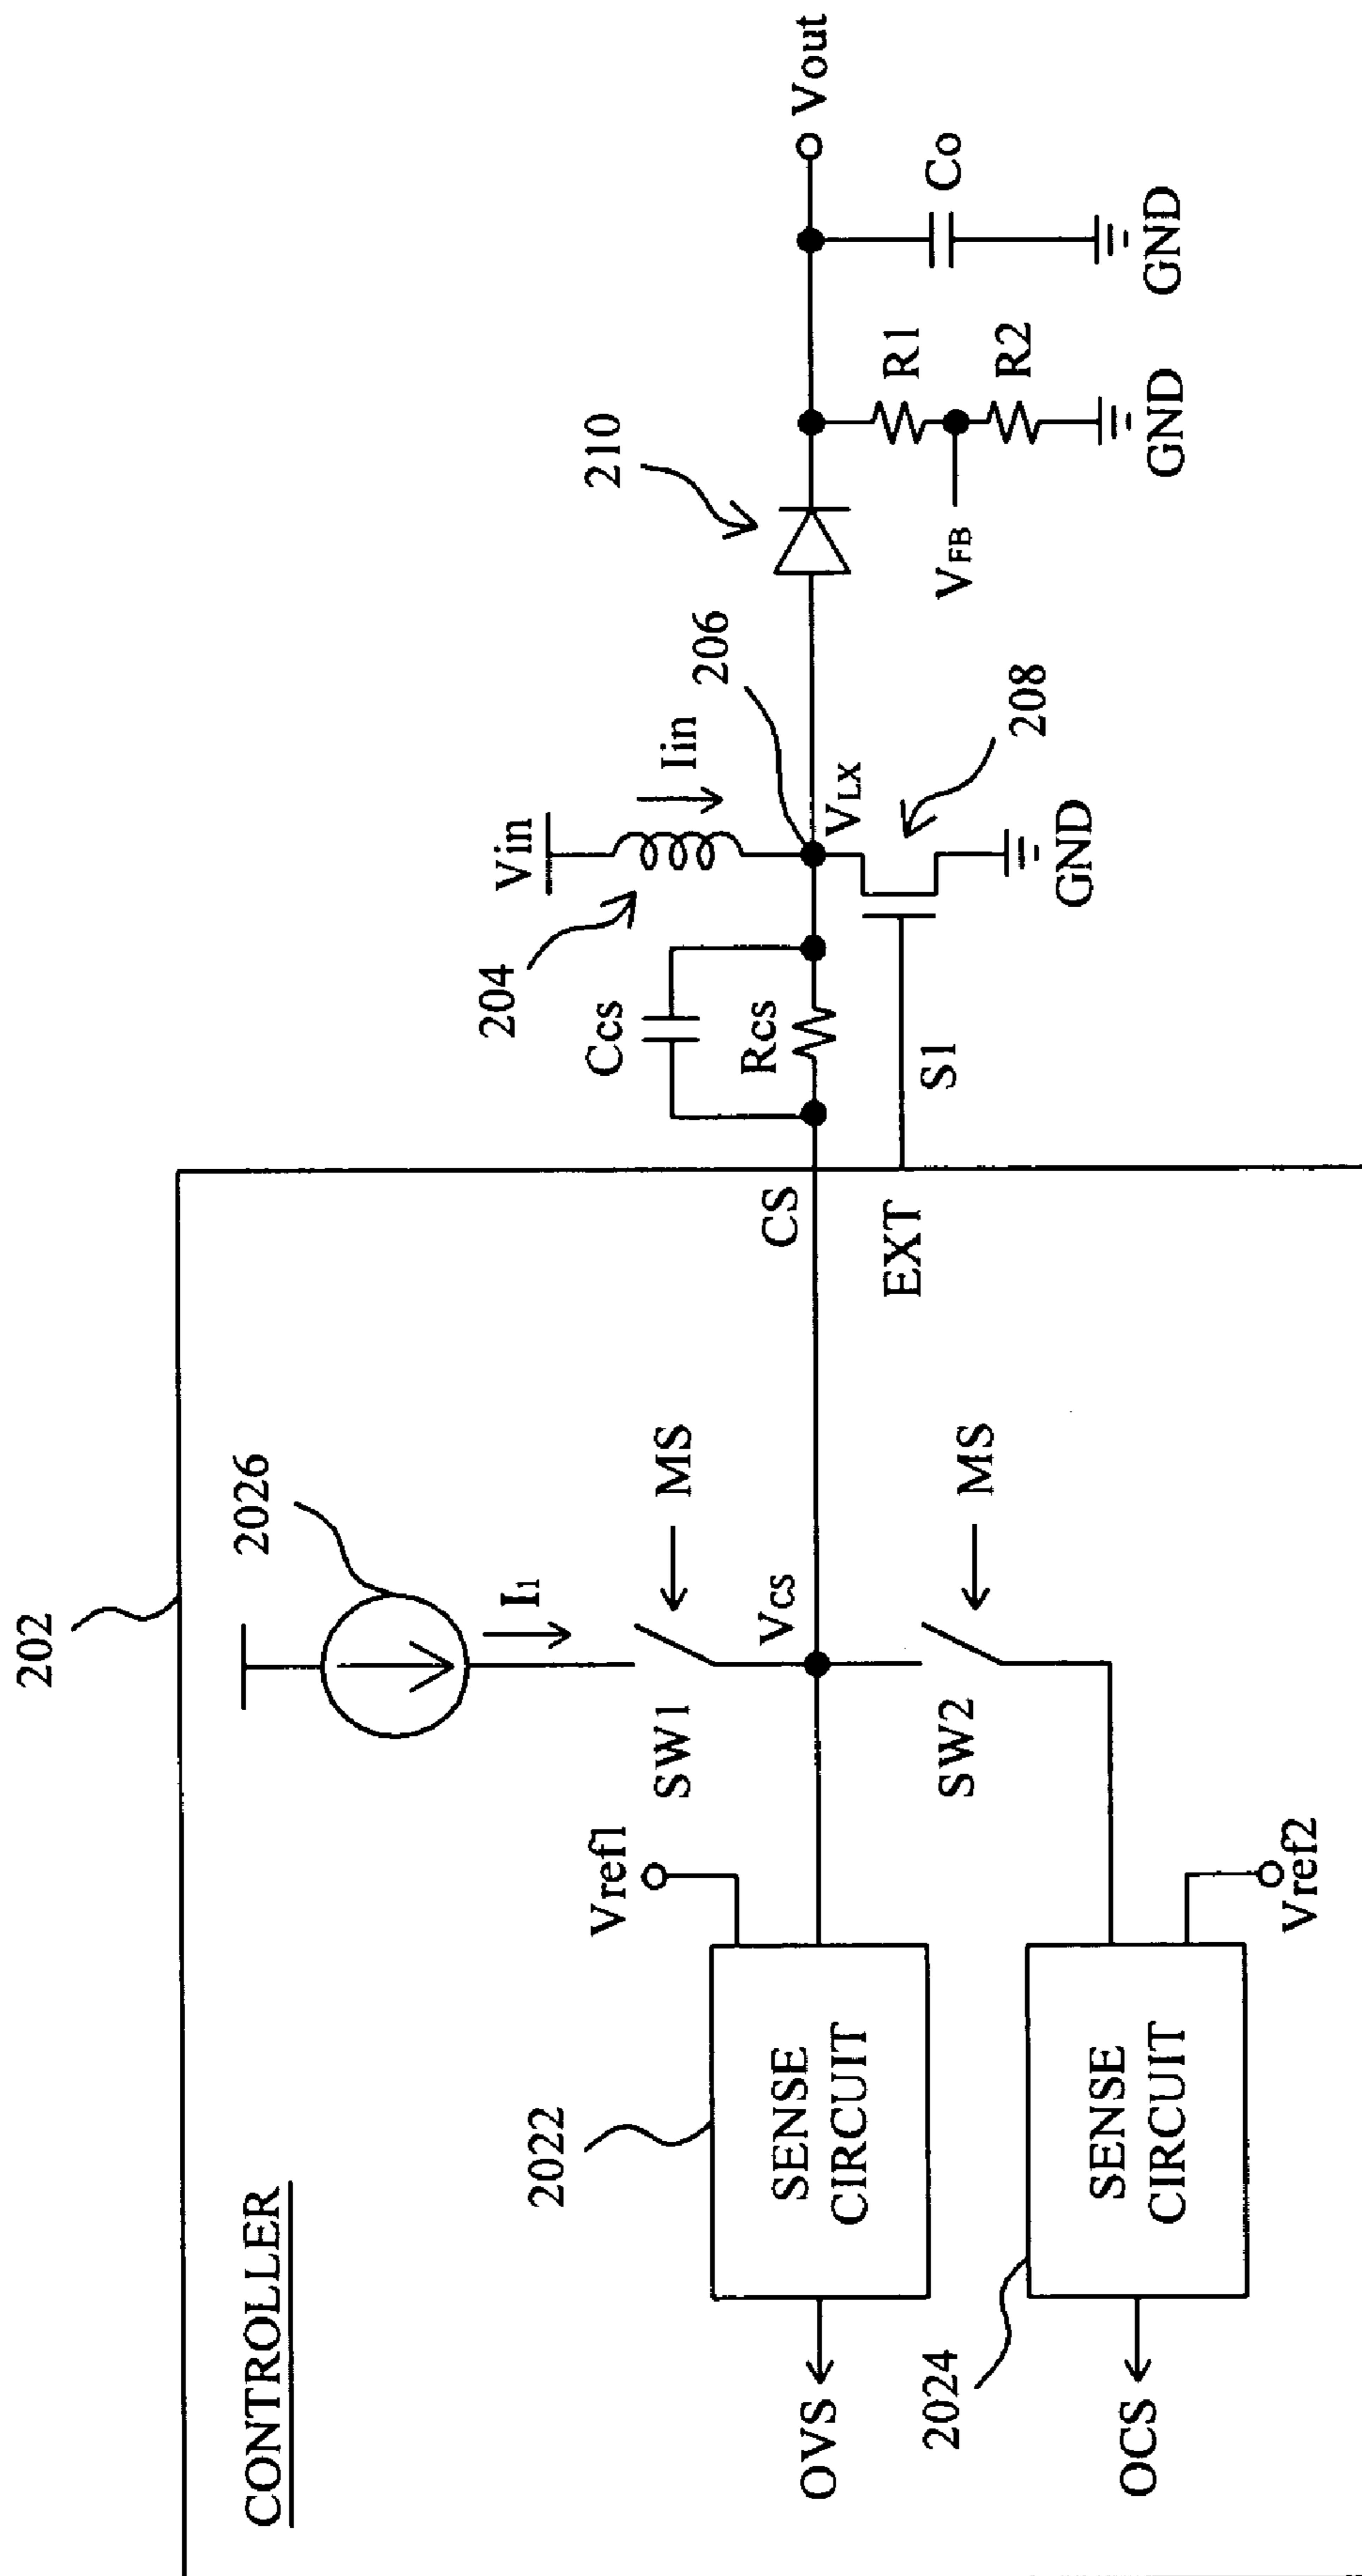 202
CONTROLLER
2026
I1
MS
SW1
Vref1
VCS
2022
SENSE
CIRCUIT
OVS
SW2
MS
Vref2
2024
SENSE
CIRCUIT
OCS
CS
EXT
S1
Ccs
Rcs
204
Vin
Iin
206
VLX
208
GND
210
VFB
R1
R2
GND
Co
GND
Vout